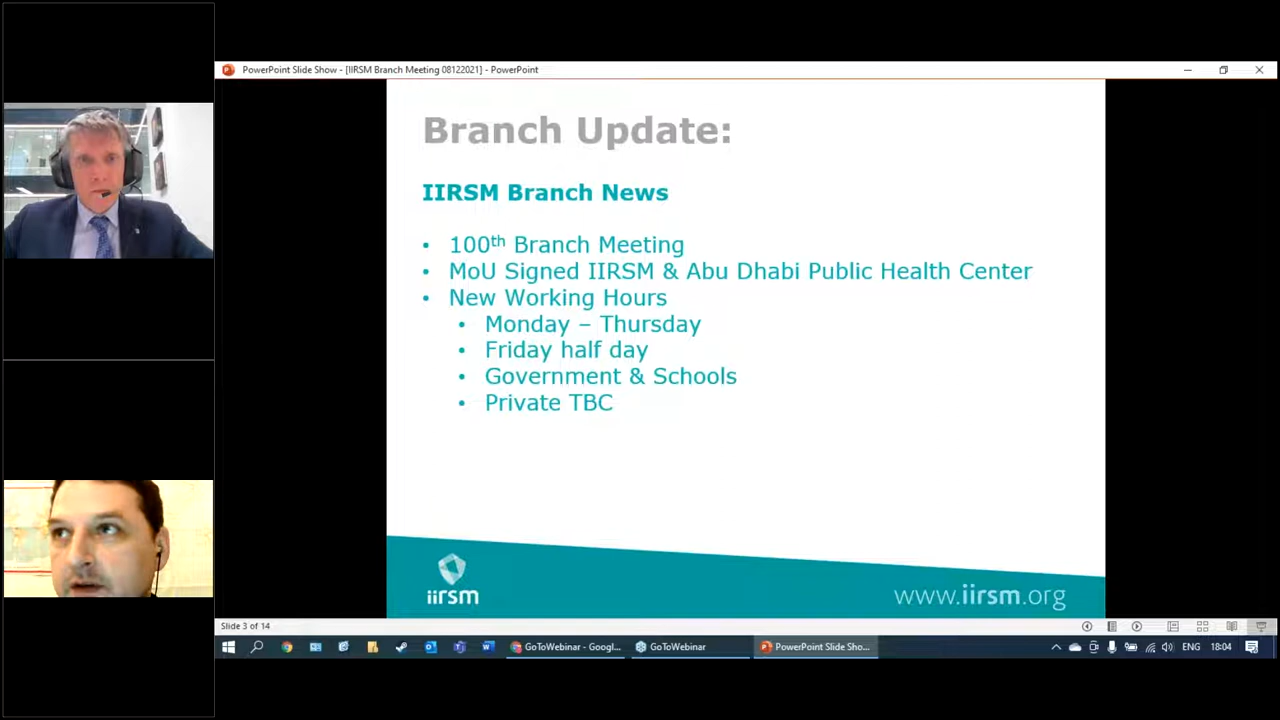 PowerPoint Slide Show - [IIRSM Branch Meeting 08122021] - PowerPoint
Branch Update:
IIRSM Branch News
• 100th Branch Meeting
• MoU Signed IIRSM & Abu Dhabi Public Health Center
• New Working Hours
• Monday – Thursday
• Friday half day
• Government & Schools
• Private TBC
iirsm
www.iirsm.org
Slide 3 of 14
GoToWebinar - Googl...
GoToWebinar
PowerPoint Slide Sho...
ENG
18:04